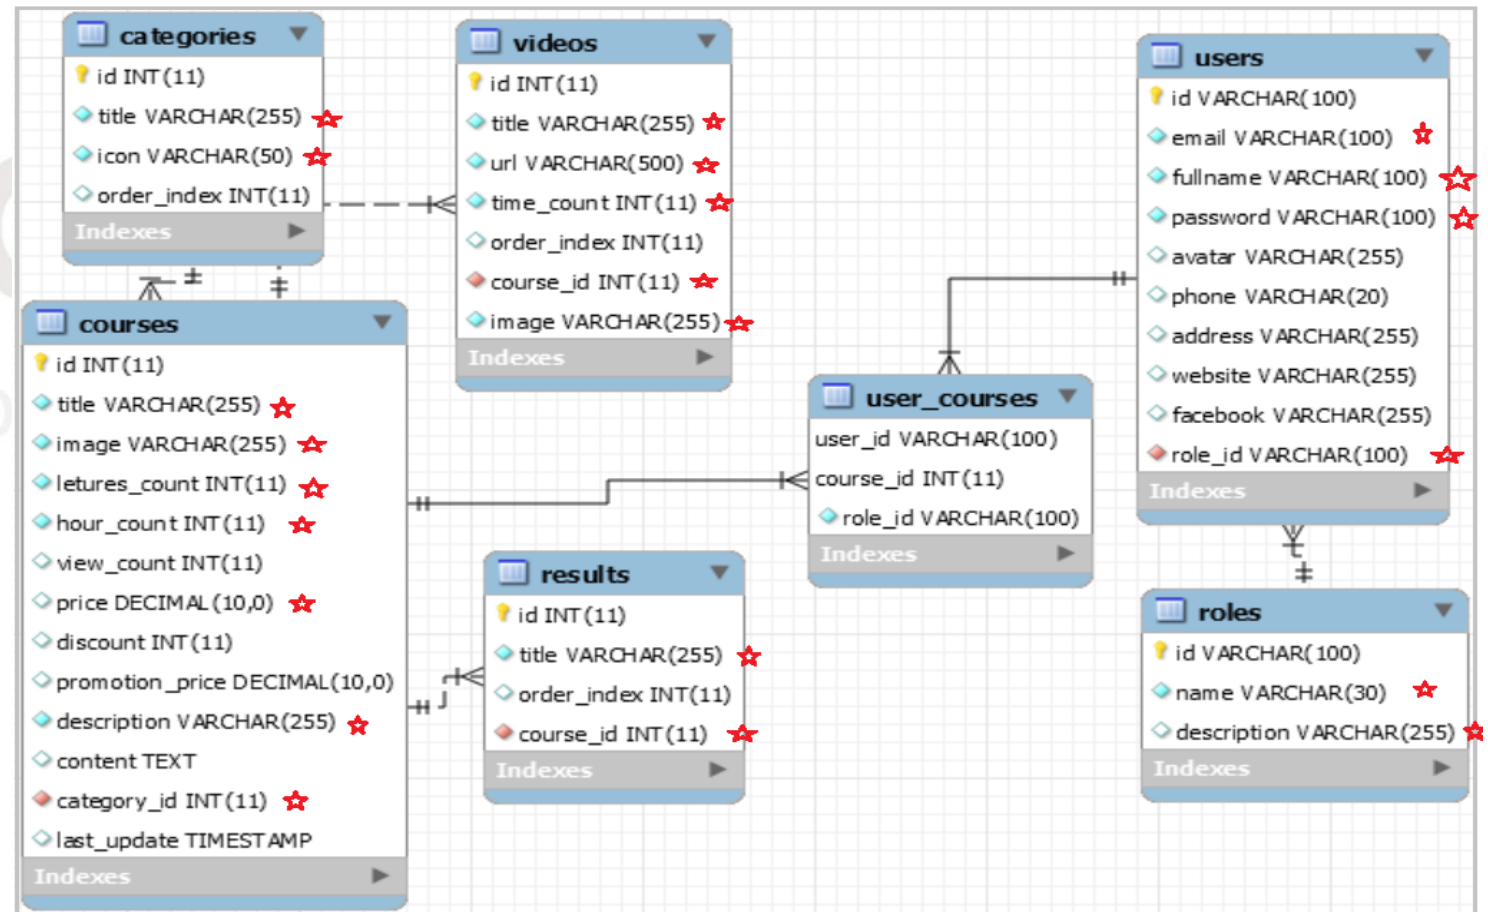 categories
id INT(11)
title VARCHAR(255)
icon VARCHAR(50)
order_index INT(11)
Indexes
videos
id INT(11)
title VARCHAR(255)
url VARCHAR(500)
time_count INT(11)
order_index INT(11)
course_id INT(11)
image VARCHAR(255)
Indexes
users
id VARCHAR(100)
email VARCHAR(100)
fullname VARCHAR(100)
password VARCHAR(100)
avatar VARCHAR(255)
phone VARCHAR(20)
address VARCHAR(255)
website VARCHAR(255)
facebook VARCHAR(255)
role_id VARCHAR(100)
Indexes
courses
id INT(11)
title VARCHAR(255)
image VARCHAR(255)
letures_count INT(11)
hour_count INT(11)
view_count INT(11)
price DECIMAL(10,0)
discount INT(11)
promotion_price DECIMAL(10,0)
description VARCHAR(255)
content TEXT
category_id INT(11)
last_update TIMESTAMP
Indexes
user_courses
user_id VARCHAR(100)
course_id INT(11)
role_id VARCHAR(100)
Indexes
results
id INT(11)
title VARCHAR(255)
order_index INT(11)
course_id INT(11)
Indexes
roles
id VARCHAR(100)
name VARCHAR(30)
description VARCHAR(255)
Indexes